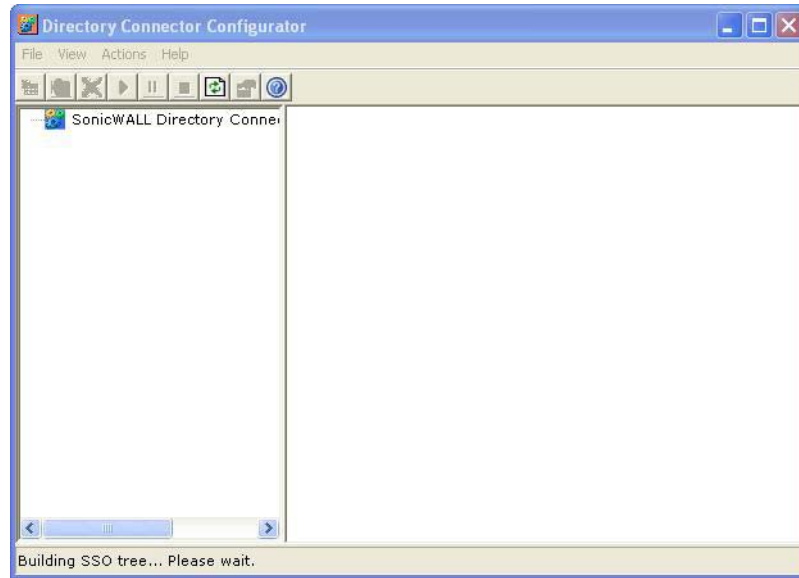 Directory Connector Configurator
File View Actions Help
SonicWALL Directory Conne
Building SSO tree... Please wait.